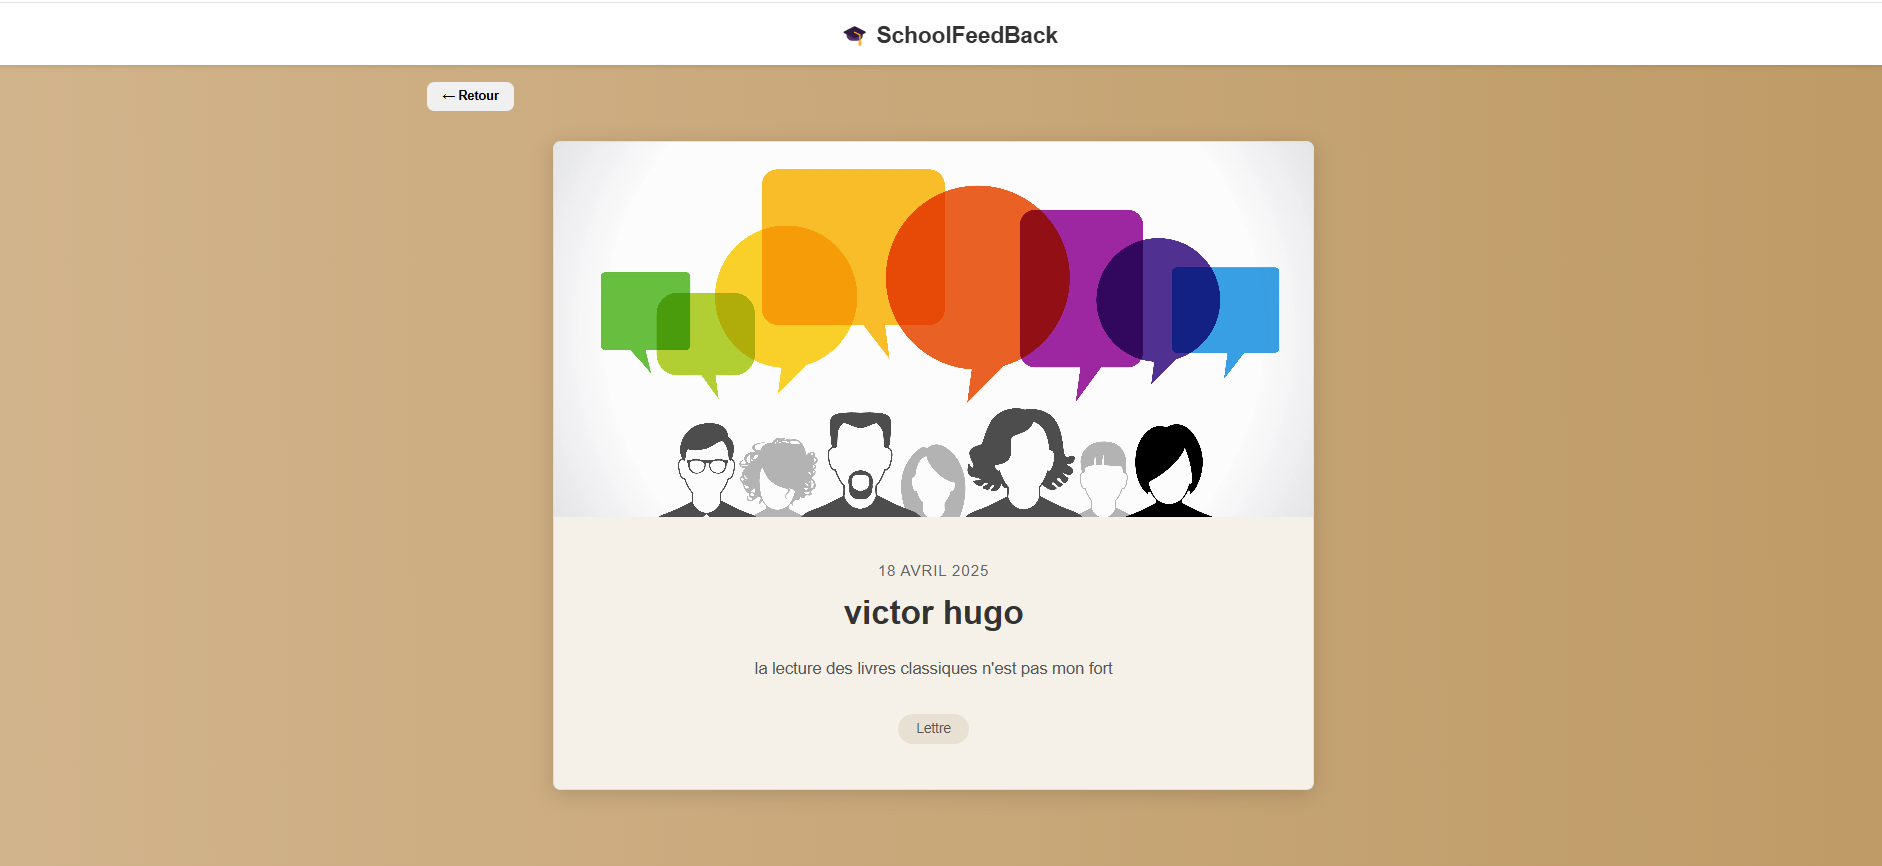 SchoolFeedBack
← Retour
18 AVRIL 2025
victor hugo
la lecture des livres classiques n'est pas mon fort
Lettre